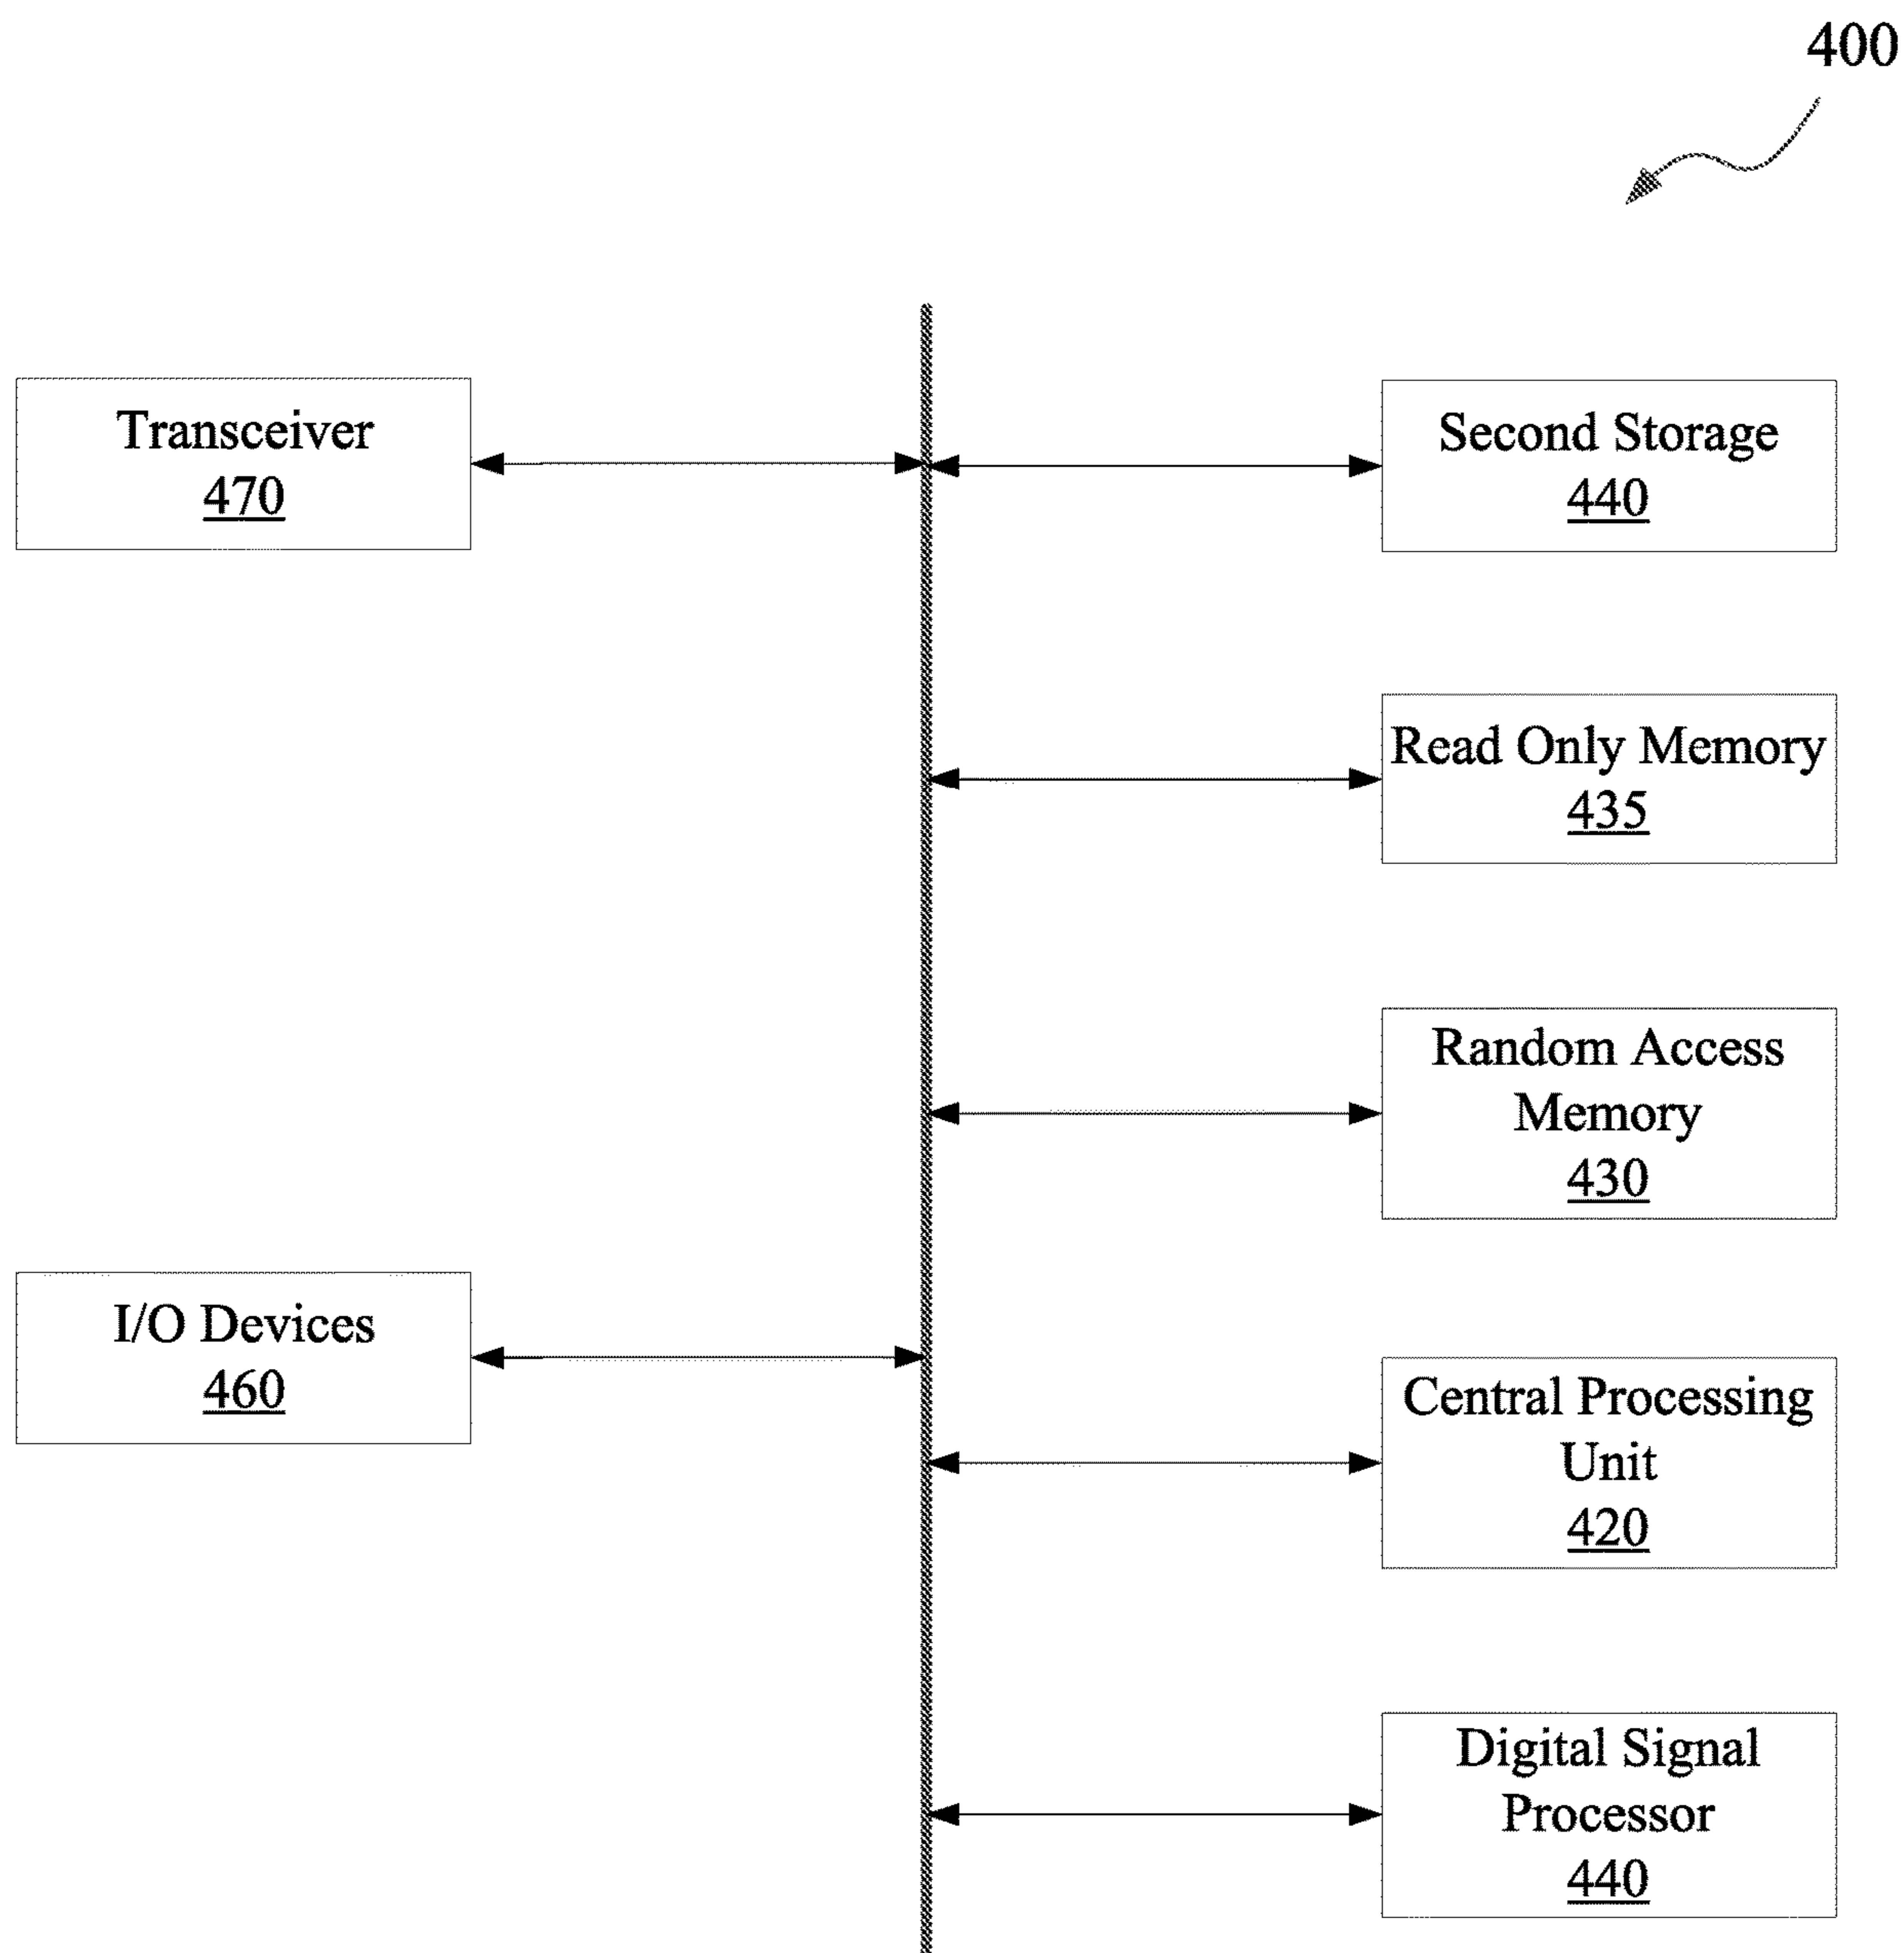 400
Transceiver
470
Second Storage
440
Read Only Memory
435
Random Access
Memory
430
I/O Devices
460
Central Processing
Unit
420
Digital Signal
Processor
440